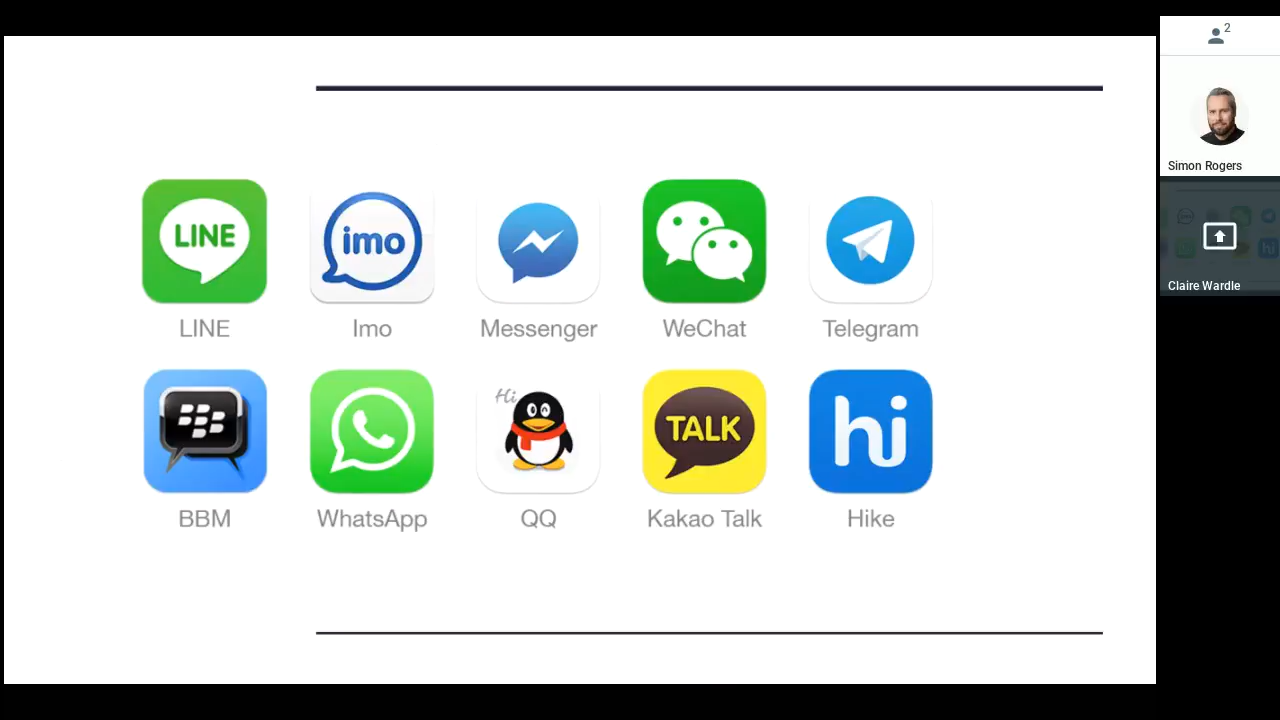 2
LINE
imo
LINE
Imo
Messenger
WeChat
Telegram
Hi
TALK
hi
BBM
WhatsApp
QQ
Kakao Talk
Hike
Simon Rogers
Claire Wardle